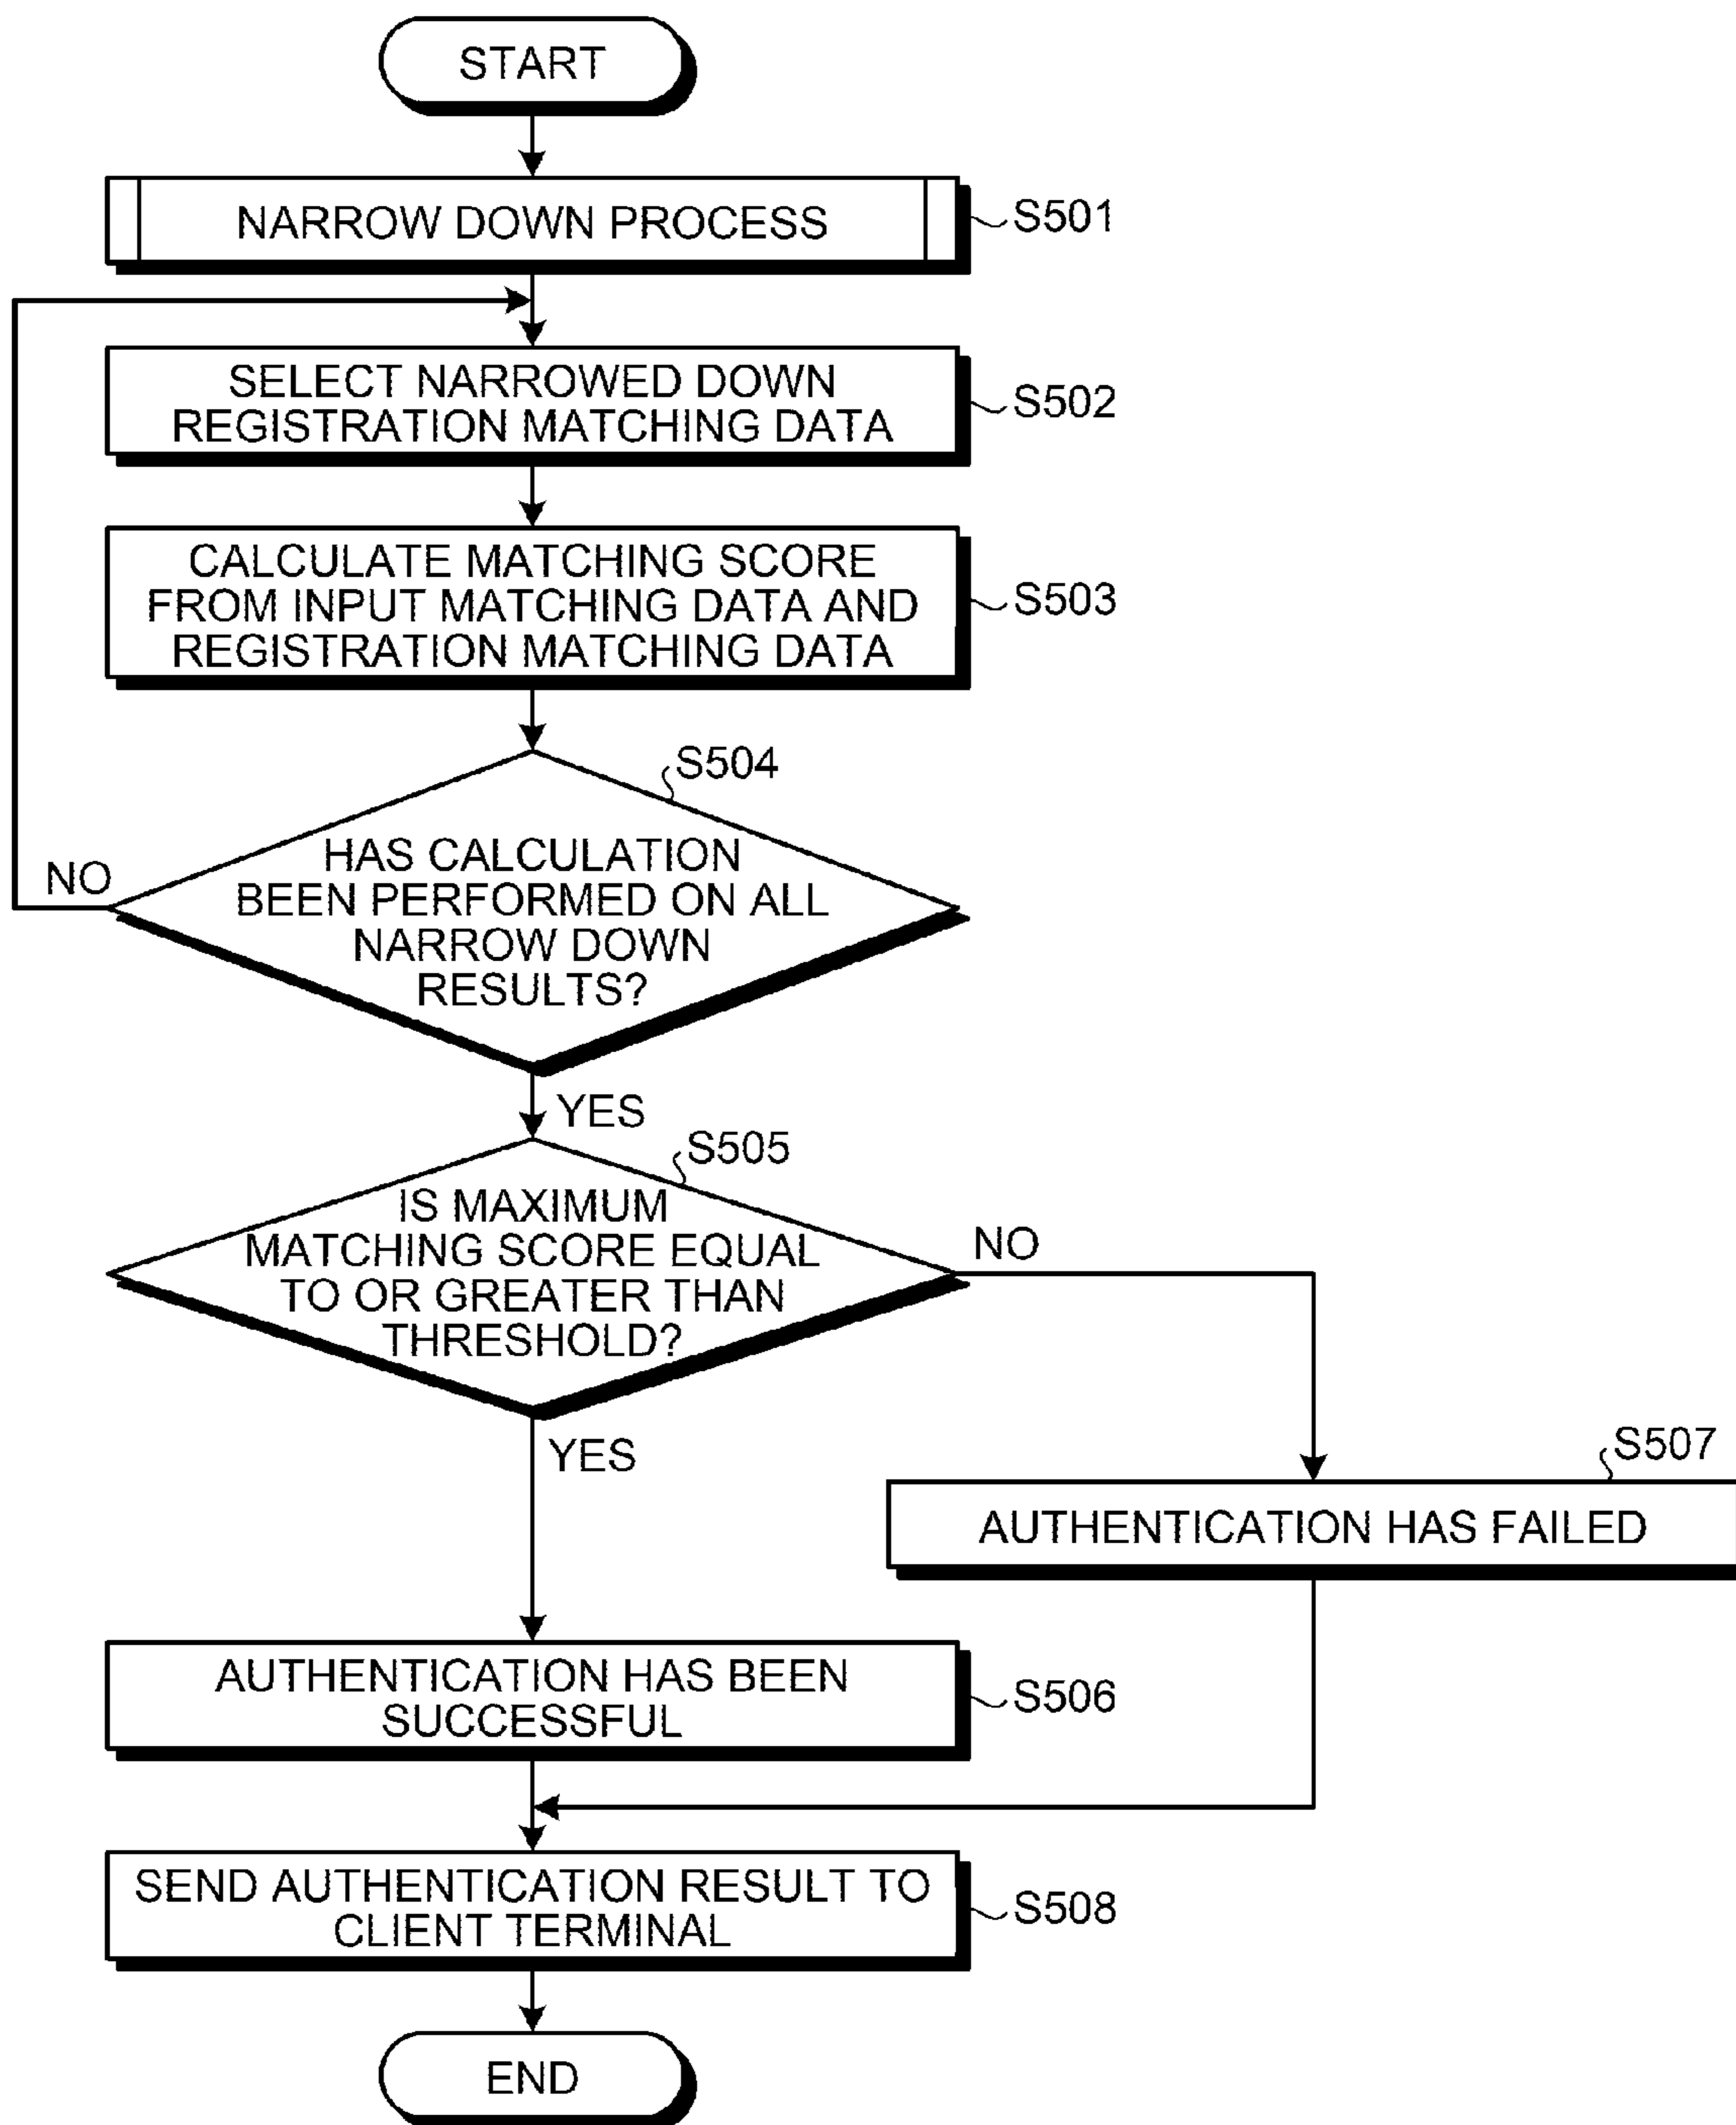 START
NARROW DOWN PROCESS
S501
SELECT NARROWED DOWN
REGISTRATION MATCHING DATA
S502
CALCULATE MATCHING SCORE
FROM INPUT MATCHING DATA AND
REGISTRATION MATCHING DATA
S503
S504
HAS CALCULATION
BEEN PERFORMED ON ALL
NARROW DOWN
RESULTS?
NO
YES
S505
IS MAXIMUM
MATCHING SCORE EQUAL
TO OR GREATER THAN
THRESHOLD?
NO
YES
S507
AUTHENTICATION HAS FAILED
AUTHENTICATION HAS BEEN
SUCCESSFUL
S506
SEND AUTHENTICATION RESULT TO
CLIENT TERMINAL
S508
END